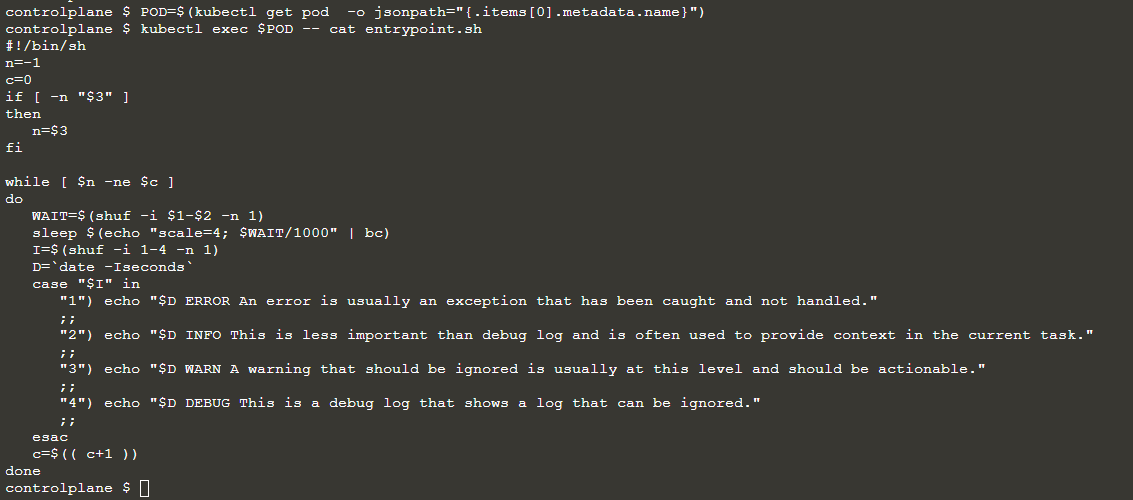 controlplane $ POD=$(kubectl get pod  -o jsonpath="{.items[0].metadata.name}")
controlplane $ kubectl exec $POD -- cat entrypoint.sh
#!/bin/sh
n=-1
c=0
if [ -n "$3" ]
then
   n=$3
fi

while [ $n -ne $c ]
do
   WAIT=$(shuf -i $1-$2 -n 1)
   sleep $(echo "scale=4; $WAIT/1000" | bc)
   I=$(shuf -i 1-4 -n 1)
   D=`date -Iseconds`
   case "$I" in
      "1") echo "$D ERROR An error is usually an exception that has been caught and not handled."
      ;;
      "2") echo "$D INFO This is less important than debug log and is often used to provide context in the current task."
      ;;
      "3") echo "$D WARN A warning that should be ignored is usually at this level and should be actionable."
      ;;
      "4") echo "$D DEBUG This is a debug log that shows a log that can be ignored."
      ;;
   esac
   c=$(( c+1 ))
done
controlplane $